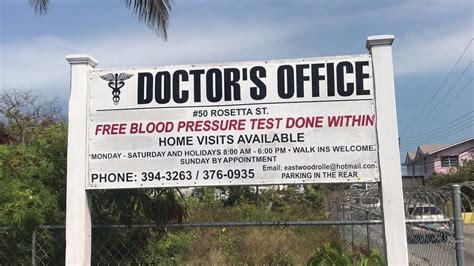 DOCTOR'S OFFICE
#50 ROSETTA ST.
FREE BLOOD PRESSURE TEST DONE WITHIN
HOME VISITS AVAILABLE
MONDAY - SATURDAY AND HOLIDAYS 8:00 AM - 6:00 PM • WALK INS WELCOME
SUNDAY BY APPOINTMENT
PHONE: 394-3263 / 376-0935
Email: eastwoodrolle@hotmail.com
PARKING IN THE REAR